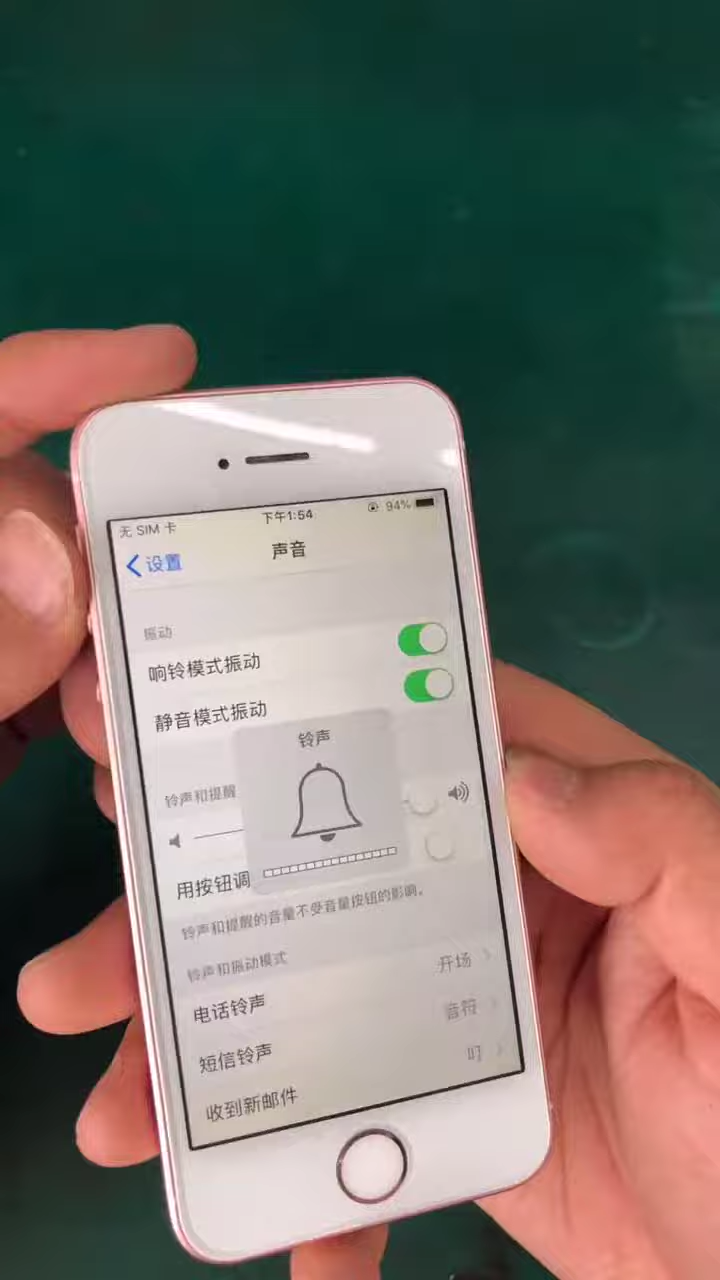 无 SIM 卡 下午1:54 94%
设置 声音
振动
响铃模式振动
静音模式振动
铃声
铃声和提醒
用按钮调
铃声和提醒的音量不受音量按钮的影响。
铃声和振动模式
电话铃声 开场
短信铃声 音符
收到新邮件 叮